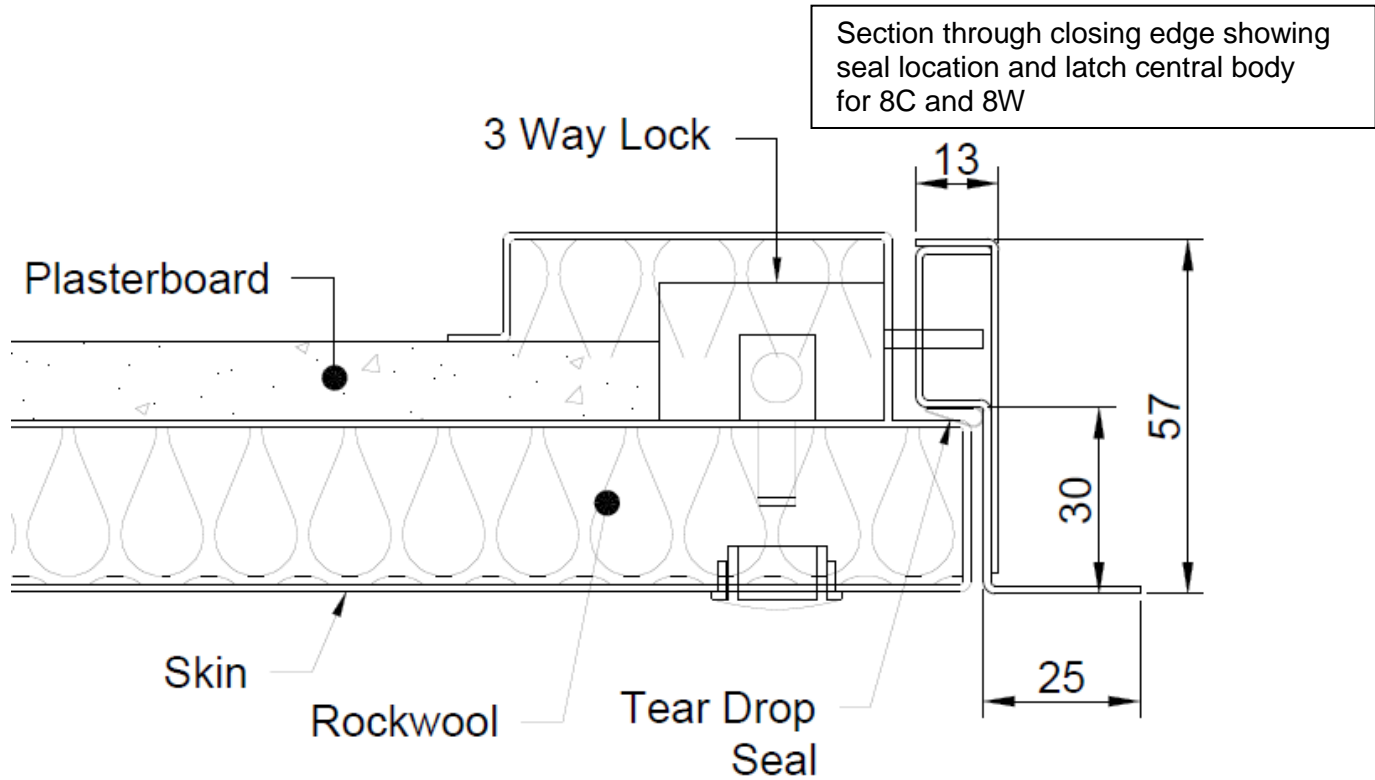 Section through closing edge showing
seal location and latch central body
for 8C and 8W
3 Way Lock
13
Plasterboard
57
30
25
Skin
Rockwool
Tear Drop
Seal